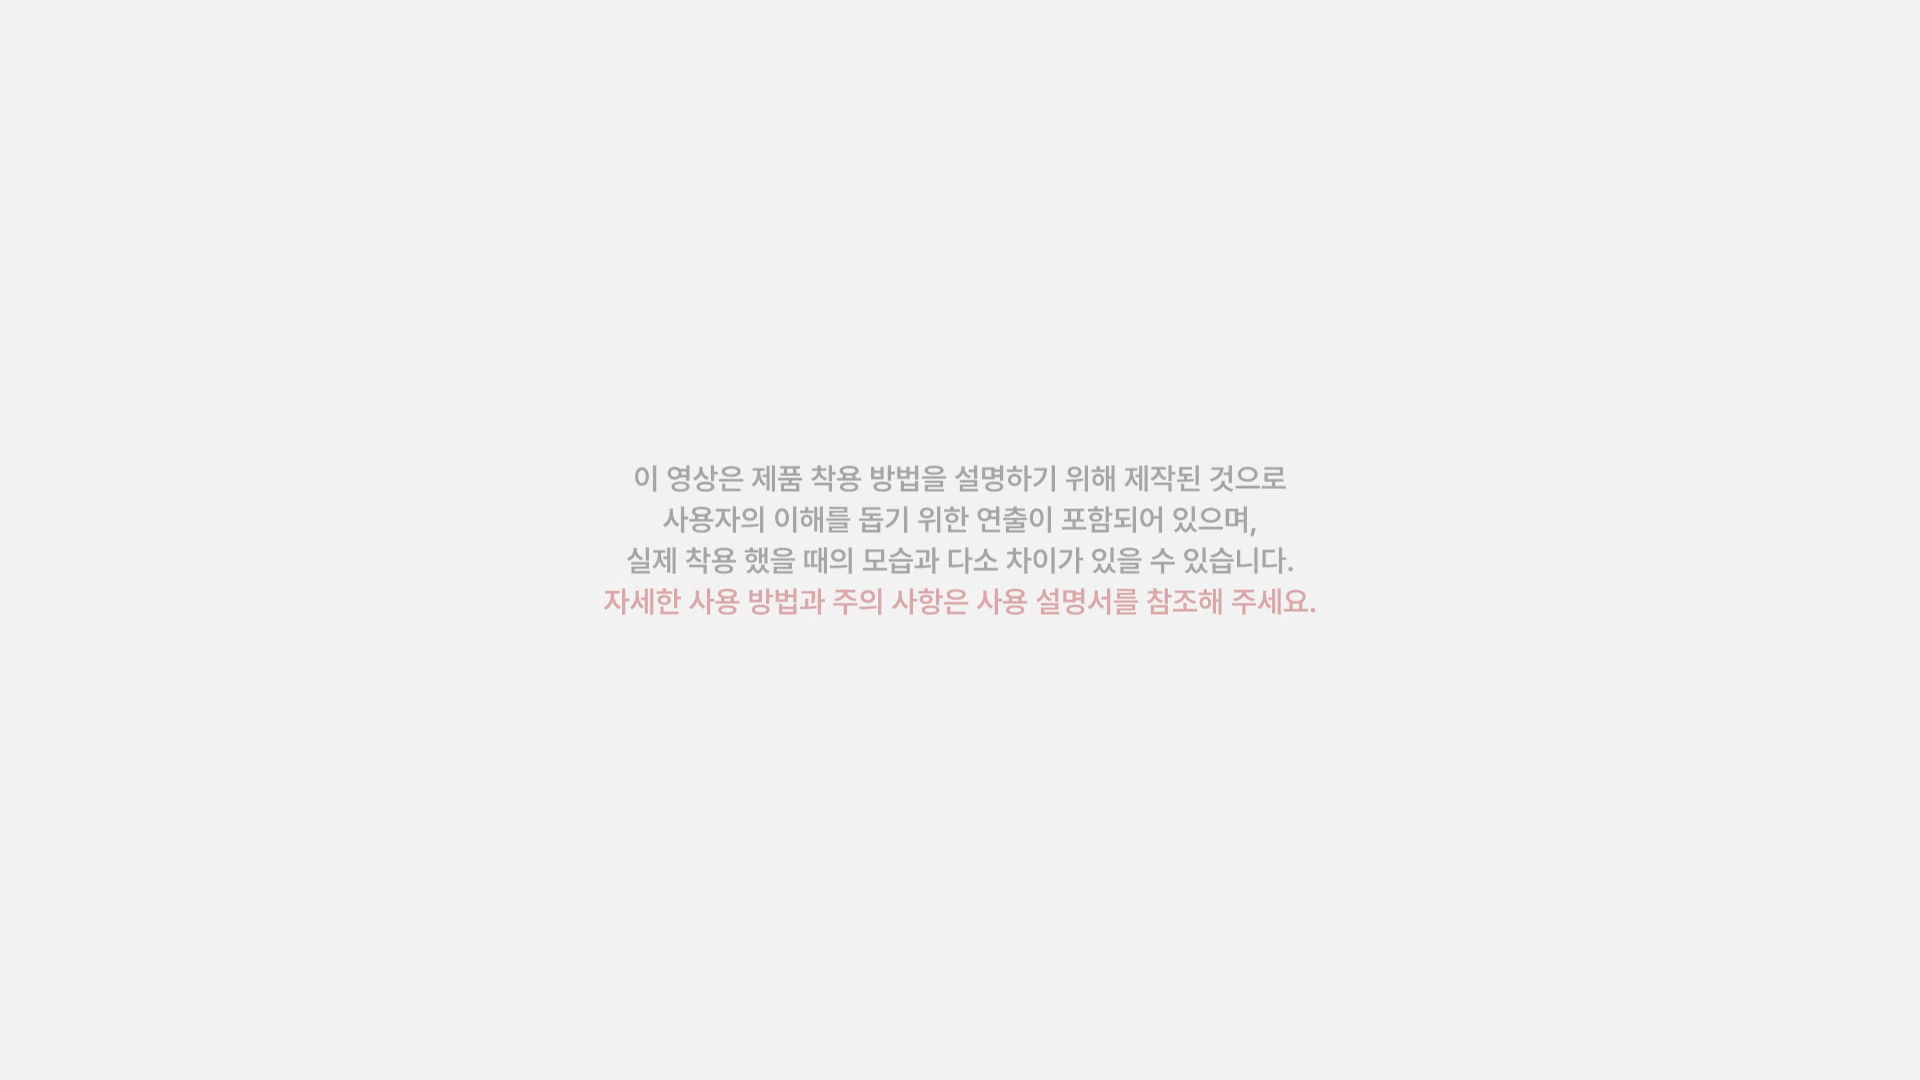 이 영상은 제품 착용 방법을 설명하기 위해 제작된 것으로
사용자의 이해를 돕기 위한 연출이 포함되어 있으며,
실제 착용 했을 때의 모습과 다소 차이가 있을 수 있습니다.
자세한 사용 방법과 주의 사항은 사용 설명서를 참조해 주세요.